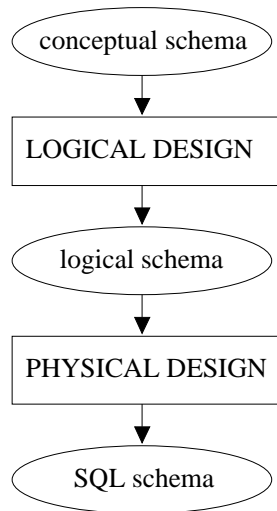 conceptual schema
LOGICAL DESIGN
logical schema
PHYSICAL DESIGN
SQL schema